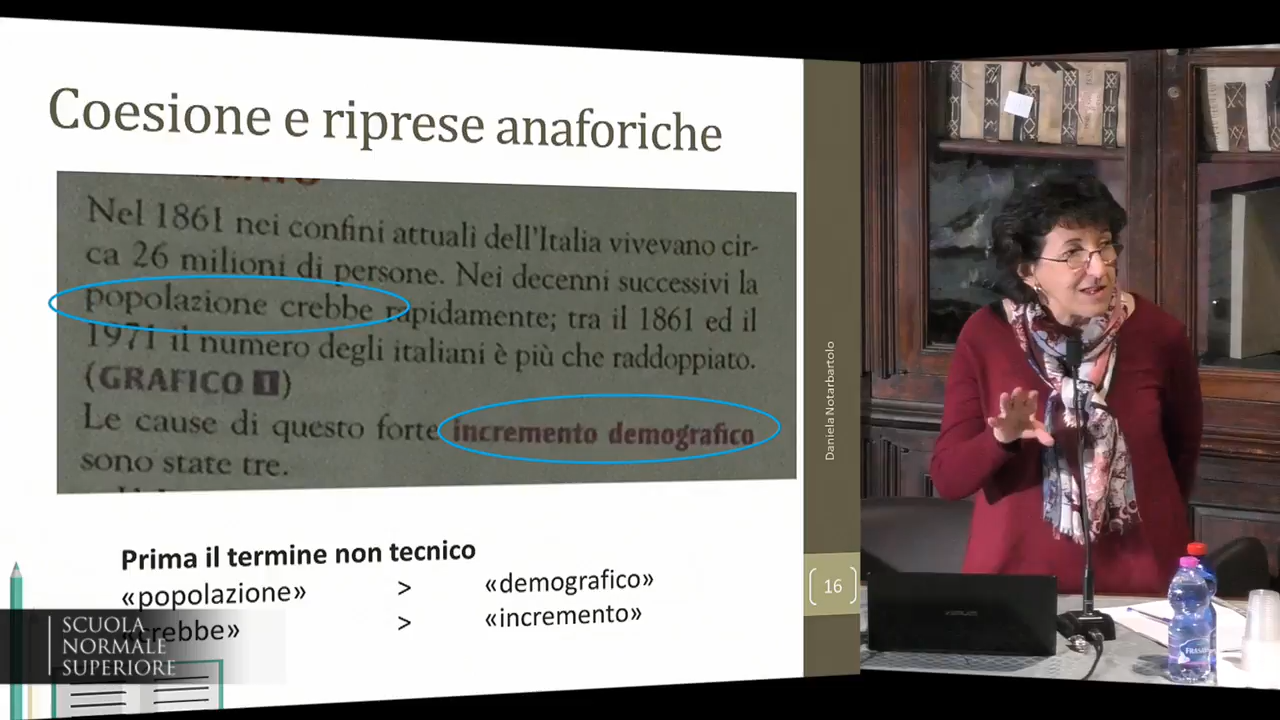 Coesione e riprese anaforiche
Nel 1861 nei confini attuali dell'Italia vivevano cir-
ca 26 milioni di persone. Nei decenni successivi la
popolazione crebbe rapidamente; tra il 1861 ed il
1971 il numero degli italiani è più che raddoppiato.
(GRAFICO 1)
Le cause di questo forte incremento demografico
sono state tre.
Prima il termine non tecnico
«popolazione» > «demografico»
«crebbe» > «incremento»
Daniela Notarbartolo
16
SCUOLA
NORMALE
SUPERIORE
ASUS